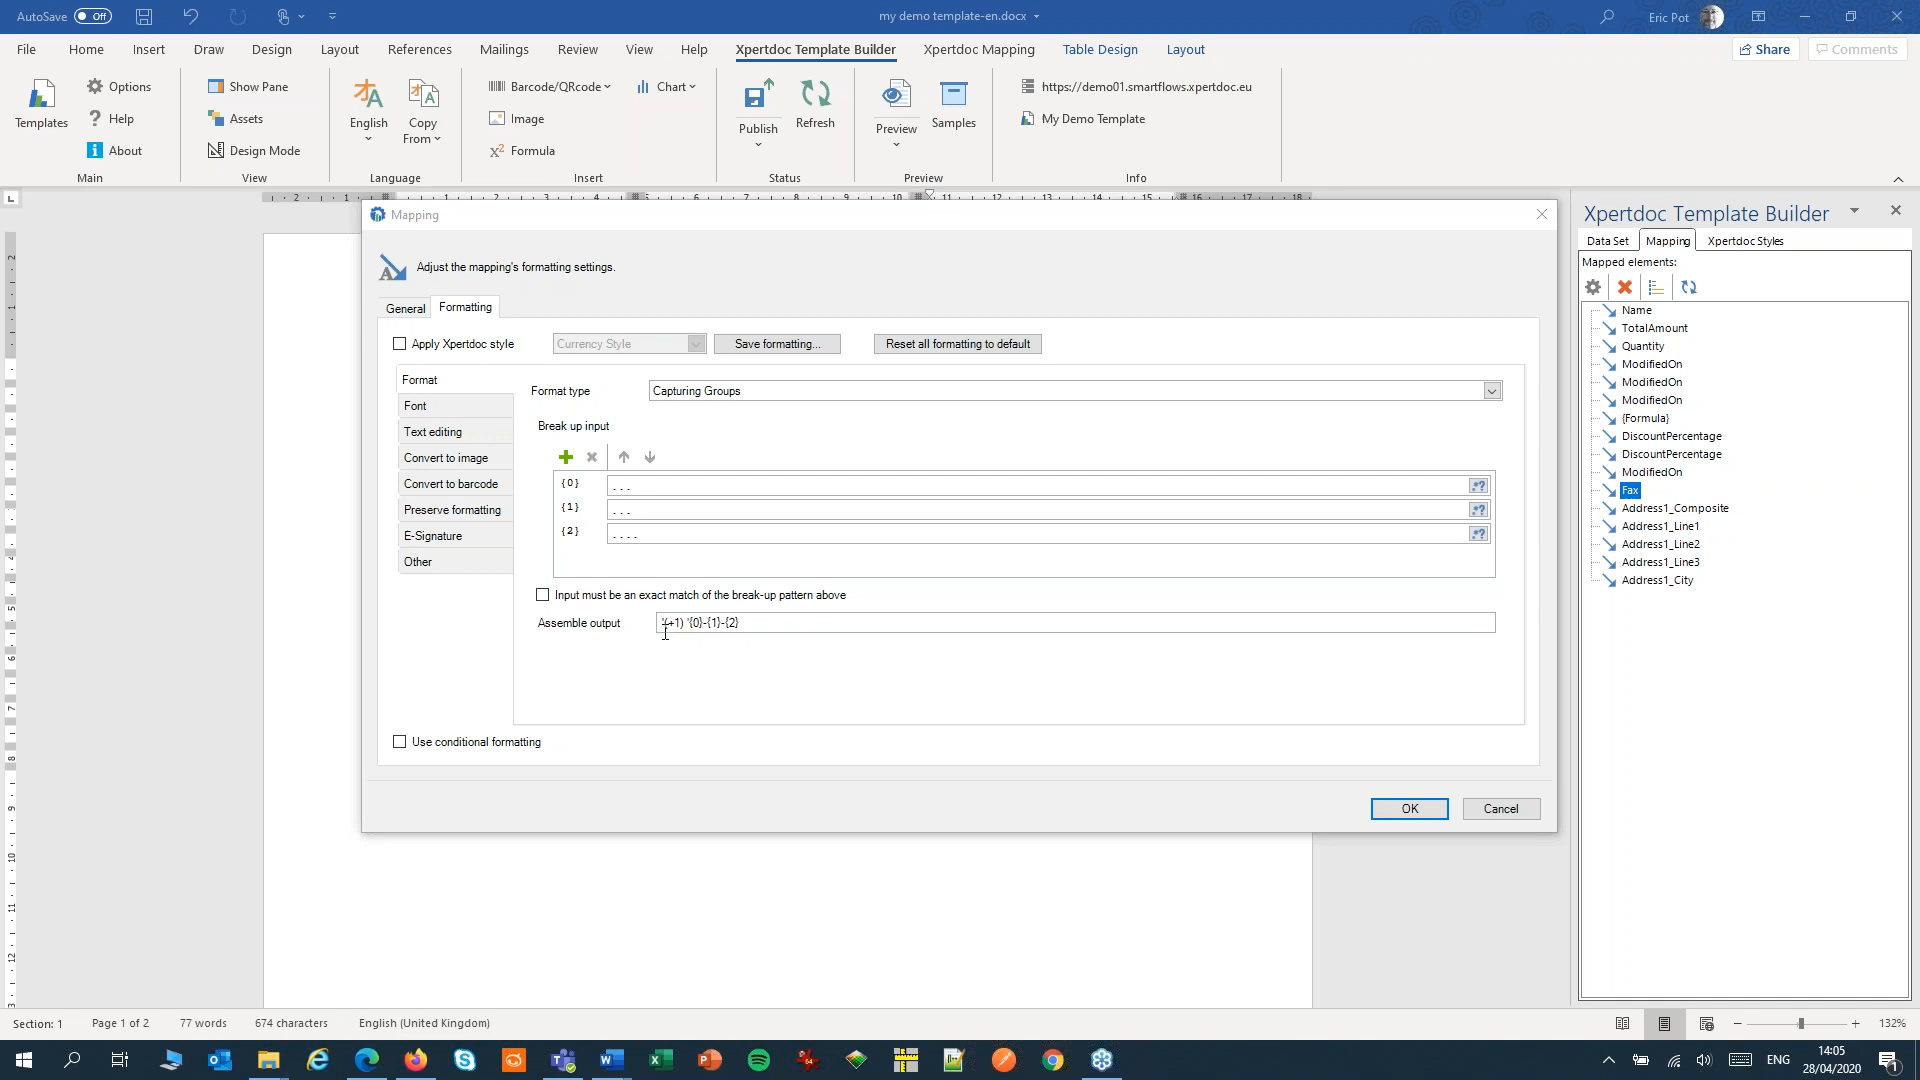 AutoSave Off
my demo template-en.docx
Eric Pot
File Home Insert Draw Design Layout References Mailings Review View Help Xpertdoc Template Builder Xpertdoc Mapping Table Design Layout Share Comments
Templates
Options
Help
About
Main
Show Pane
Assets
Design Mode
View
English
Copy From
Language
Barcode/QRcode
Chart
Image
Formula
Insert
Publish
Refresh
Status
Preview
Samples
Preview
https://demo01.smartflows.xpertdoc.eu
My Demo Template
Info
Mapping
Adjust the mapping's formatting settings.
General Formatting
Apply Xpertdoc style Currency Style Save formatting... Reset all formatting to default
Format
Font
Text editing
Convert to image
Convert to barcode
Preserve formatting
E-Signature
Other
Format type Capturing Groups
Break up input
{0} ...
{1} ...
{2} ....
Input must be an exact match of the break-up pattern above
Assemble output '(+1) '{0}-{1}-{2}
Use conditional formatting
OK Cancel
Xpertdoc Template Builder
Data Set Mapping Xpertdoc Styles
Mapped elements:
Name
TotalAmount
Quantity
ModifiedOn
ModifiedOn
ModifiedOn
{Formula}
DiscountPercentage
DiscountPercentage
ModifiedOn
Fax
Address1_Composite
Address1_Line1
Address1_Line2
Address1_Line3
Address1_City
Section: 1 Page 1 of 2 77 words 674 characters English (United Kingdom) 132%
ENG
14:05
28/04/2020